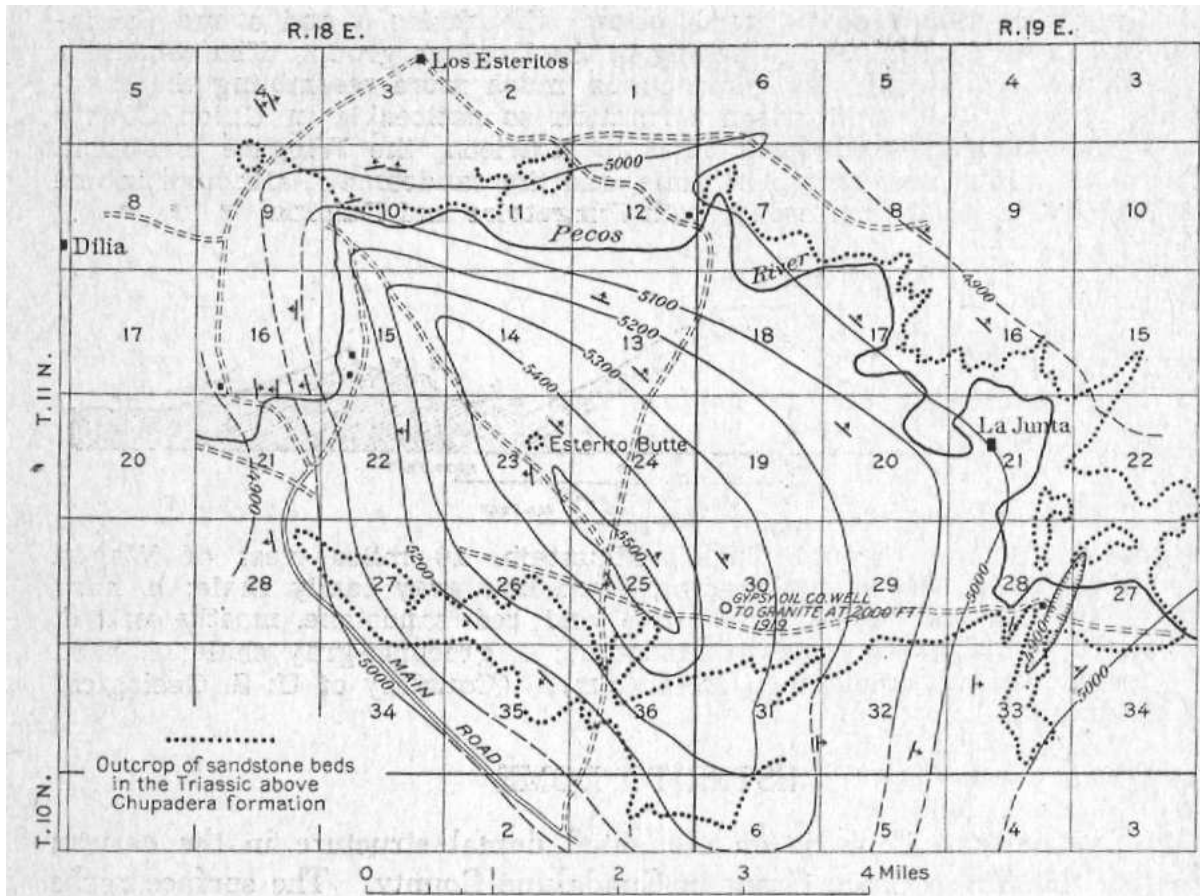 R.18 E.
R.19 E.
Los Esteritos
5 4 3 2 1 6 5 4 3
5000
8 9 10 11 12 7 8 9 10
Dilia
Pecos
River
4900
5100
17 16 15 14 13 18 17 16 15
5200
5300
5400
T. 11 N.
Esterito Butte
La Junta
20 21 22 23 24 19 20 21 22
4900
5500
5200
28 27 26 25 30 29 28 27
GYPSY OIL CO. WELL
TO GRANITE AT 2000 FT
1919
5000
4900
5000
5000
MAIN
ROAD
34 35 36 31 32 33 34
Outcrop of sandstone beds
in the Triassic above
Chupadera formation
T. 10 N.
2 6 5 4 3
0 1 2 3 4 Miles